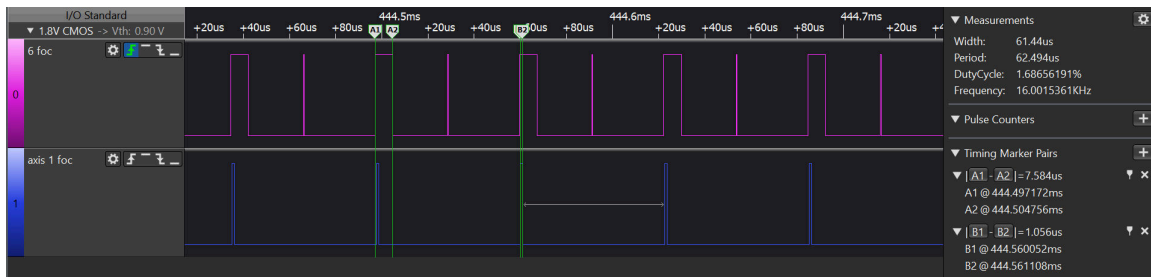 I/O Standard
▼ 1.8V CMOS -> Vth: 0.90 V
6 foc
0
axis 1 foc
1
444.5ms 444.6ms 444.7ms
+20us +40us +60us +80us A1 A2 +20us +40us B2 0us +80us +20us +40us +60us +80us +20us +4
▼ Measurements
Width: 61.44us
Period: 62.494us
DutyCycle: 1.68656191%
Frequency: 16.0015361KHz
▼ Pulse Counters +
▼ Timing Marker Pairs +
▼ | A1 - A2 |=7.584us
A1 @ 444.497172ms
A2 @ 444.504756ms
▼ | B1 - B2 |=1.056us
B1 @ 444.560052ms
B2 @ 444.561108ms